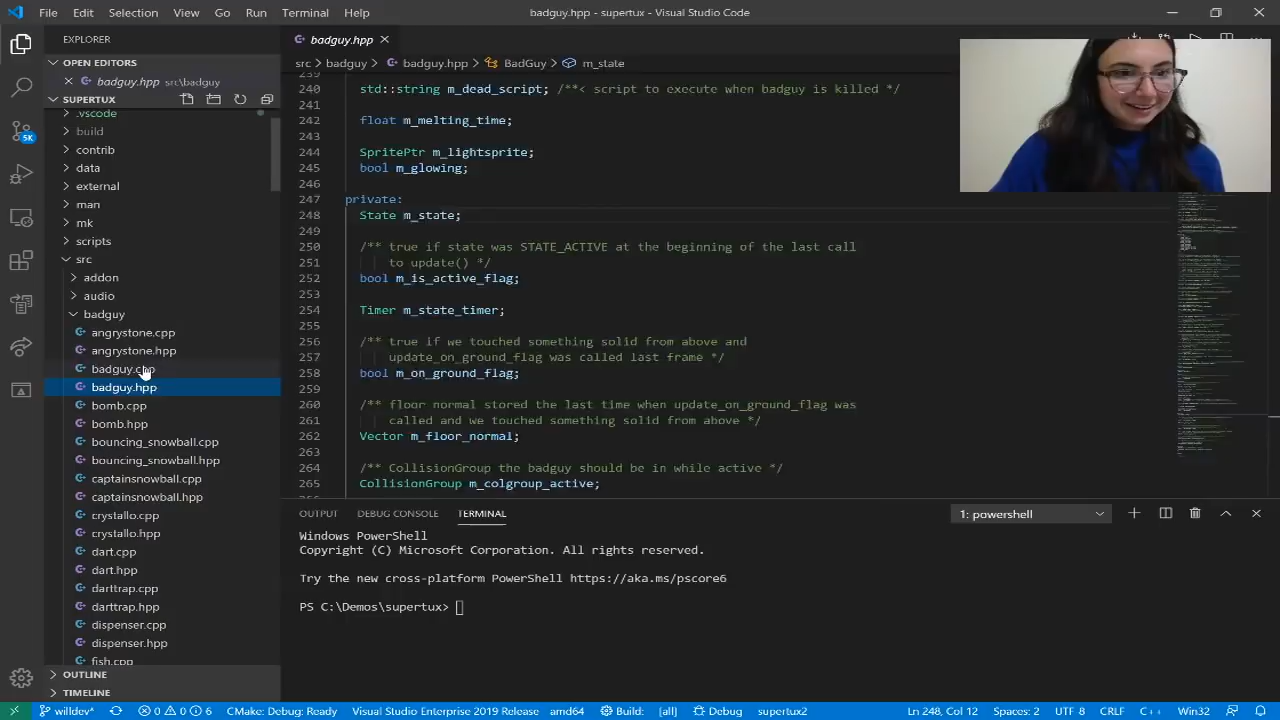 File Edit Selection View Go Run Terminal Help
badguy.hpp - supertux - Visual Studio Code
EXPLORER
OPEN EDITORS
badguy.hpp src\badguy
SUPERTUX
.vscode
build
contrib
data
external
man
mk
scripts
src
addon
audio
badguy
angrystone.cpp
angrystone.hpp
badguy.cpp
badguy.hpp
bomb.cpp
bomb.hpp
bouncing_snowball.cpp
bouncing_snowball.hpp
captainsnowball.cpp
captainsnowball.hpp
crystallo.cpp
crystallo.hpp
dart.cpp
dart.hpp
darttrap.cpp
darttrap.hpp
dispenser.cpp
dispenser.hpp
fish.cpp
OUTLINE
TIMELINE
5K
badguy.hpp
src > badguy > badguy.hpp > BadGuy > m_state
239
240 std::string m_dead_script; /**< script to execute when badguy is killed */
241
242 float m_melting_time;
243
244 SpritePtr m_lightsprite;
245 bool m_glowing;
246
247 private:
248 State m_state;
249
250 /** true if state == STATE_ACTIVE at the beginning of the last call
251 to update() */
252 bool m_is_active_flag;
253
254 Timer m_state_timer;
255
256 /** true if we touched something solid from above and
257 update_on_ground_flag was called last frame */
258 bool m_on_ground_flag;
259
260 /** floor normal stored the last time when update_on_ground_flag was
261 called and we touched something solid from above */
262 Vector m_floor_normal;
263
264 /** CollisionGroup the badguy should be in while active */
265 CollisionGroup m_colgroup_active;
OUTPUT DEBUG CONSOLE TERMINAL
1: powershell
Windows PowerShell
Copyright (C) Microsoft Corporation. All rights reserved.
Try the new cross-platform PowerShell https://aka.ms/pscore6
PS C:\Demos\supertux>
willdev* 0 0 6 CMake: Debug: Ready Visual Studio Enterprise 2019 Release amd64 Build: [all] Debug supertux2 Ln 248, Col 12 Spaces: 2 UTF-8 CRLF C++ Win32